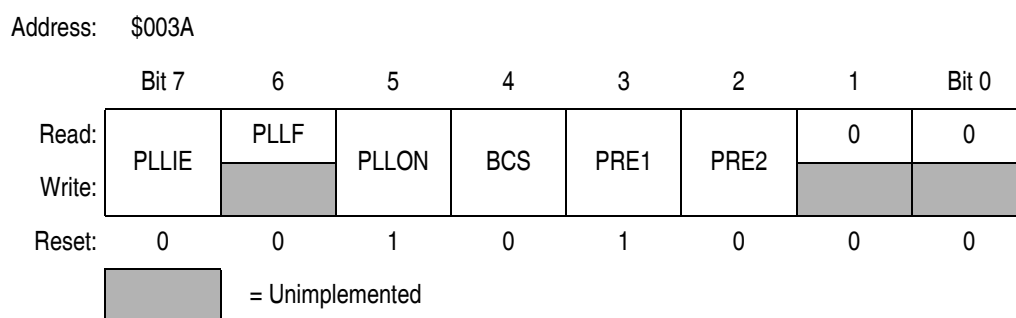 Address: $003A
Bit 7 6 5 4 3 2 1 Bit 0
Read: PLLIE PLLF PLLON BCS PRE1 PRE2 0 0
Write:
Reset: 0 0 1 0 1 0 0 0
= Unimplemented